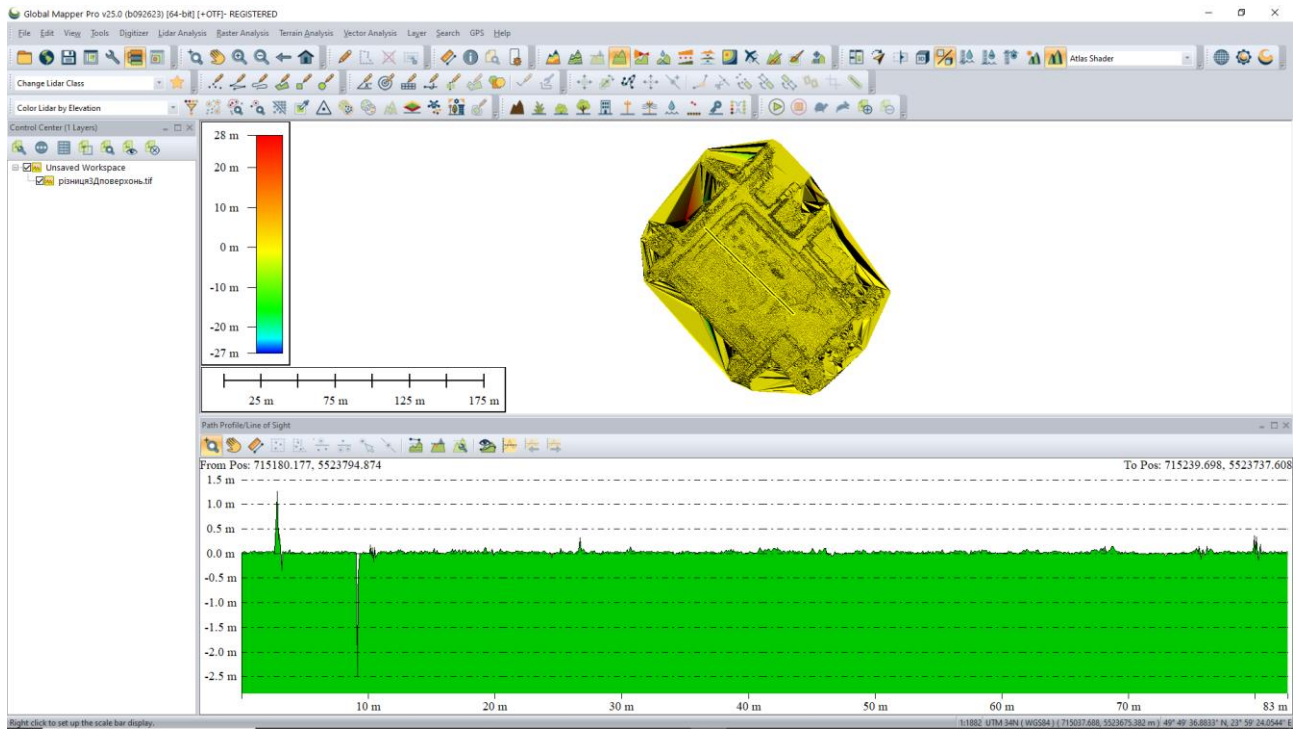 Global Mapper Pro v25.0 (b092623) [64-bit] [+OTF]- REGISTERED
File Edit View Tools Digitizer Lidar Analysis Raster Analysis Terrain Analysis Vector Analysis Layer Search GPS Help
Atlas Shader
Change Lidar Class
Color Lidar by Elevation
Control Center (1 Layers)
Unsaved Workspace
різниця3Дповерхонь.tif
28 m
20 m
10 m
0 m
-10 m
-20 m
-27 m
25 m 75 m 125 m 175 m
Path Profile/Line of Sight
From Pos: 715180.177, 5523794.874 To Pos: 715239.698, 5523737.608
1.5 m
1.0 m
0.5 m
0.0 m
-0.5 m
-1.0 m
-1.5 m
-2.0 m
-2.5 m
10 m 20 m 30 m 40 m 50 m 60 m 70 m 83 m
Right click to set up the scale bar display. 1:1882 UTM 34N ( WGS84 ) ( 715037.688, 5523675.382 m ) 49° 49' 36.8833" N, 23° 59' 24.0544" E